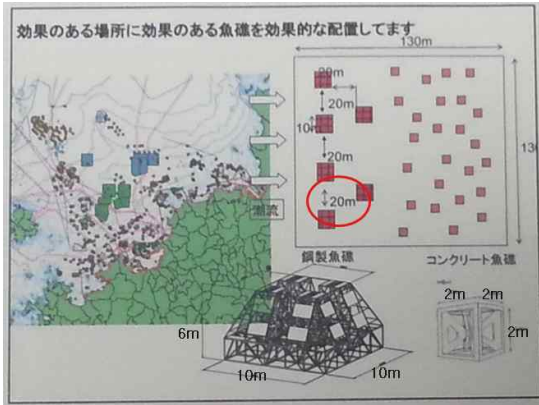 効果のある場所に効果のある魚礁を効果的な配置してます
130m
20m
20m
10m
20m
20m
130
潮流
鋼製魚礁
コンクリート魚礁
6m
10m
10m
2m
2m
2m